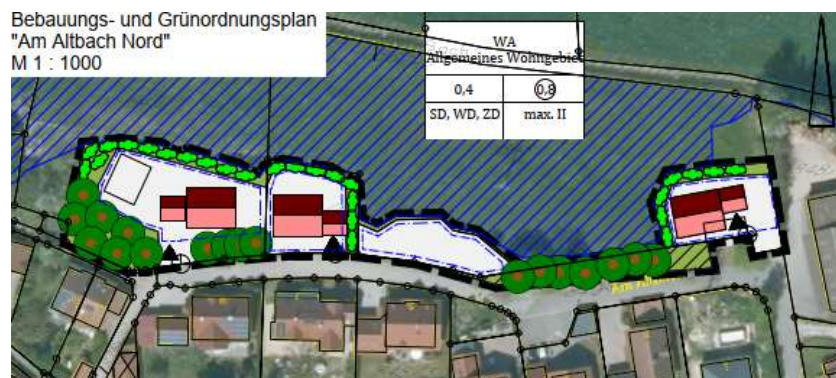 Bebauungs- und Grünordnungsplan
"Am Altbach Nord"
M 1 : 1000
WA
Allgemeines Wohngebiet
0,4
0,8
SD, WD, ZD
max. II
Am